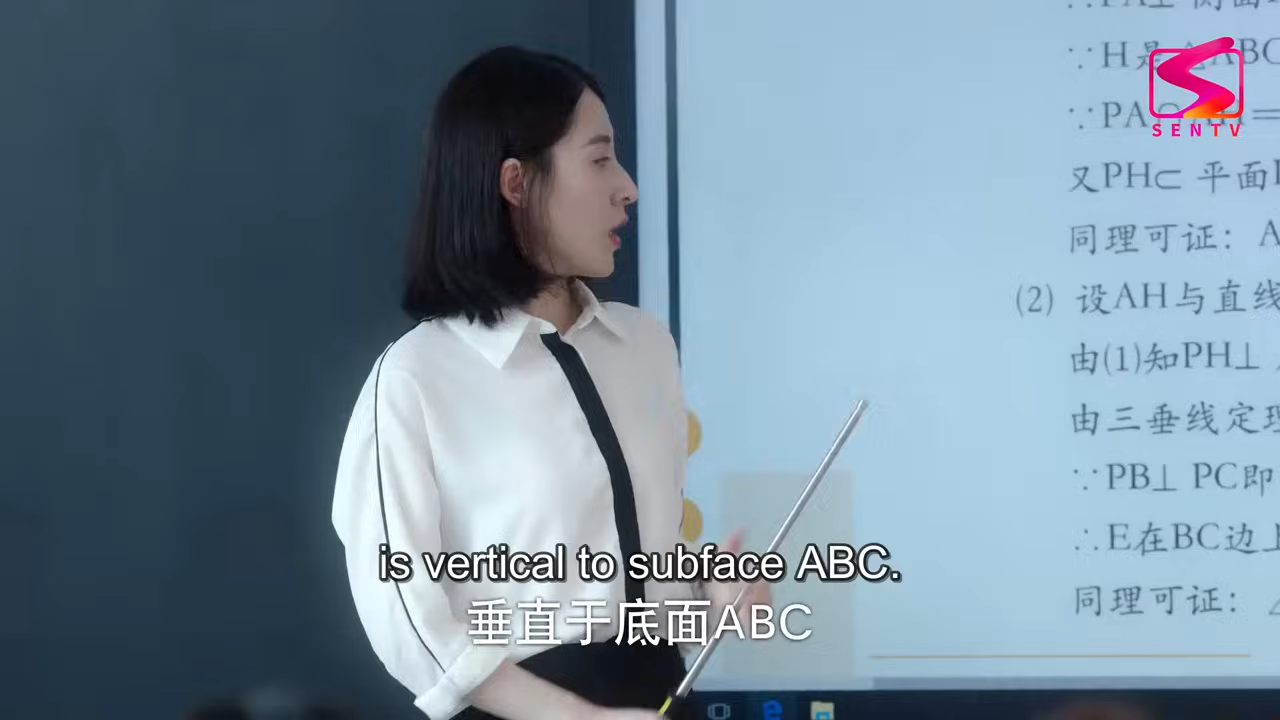 ∵H是△ABC
SENTV
∵PA∩AH=
又PH⊂ 平面
同理可证：A
(2) 设AH与直线
由(1)知PH⊥
由三垂线定理
∵PB⊥ PC即
∴E在BC边上
同理可证：
is vertical to subface ABC.
垂直于底面ABC